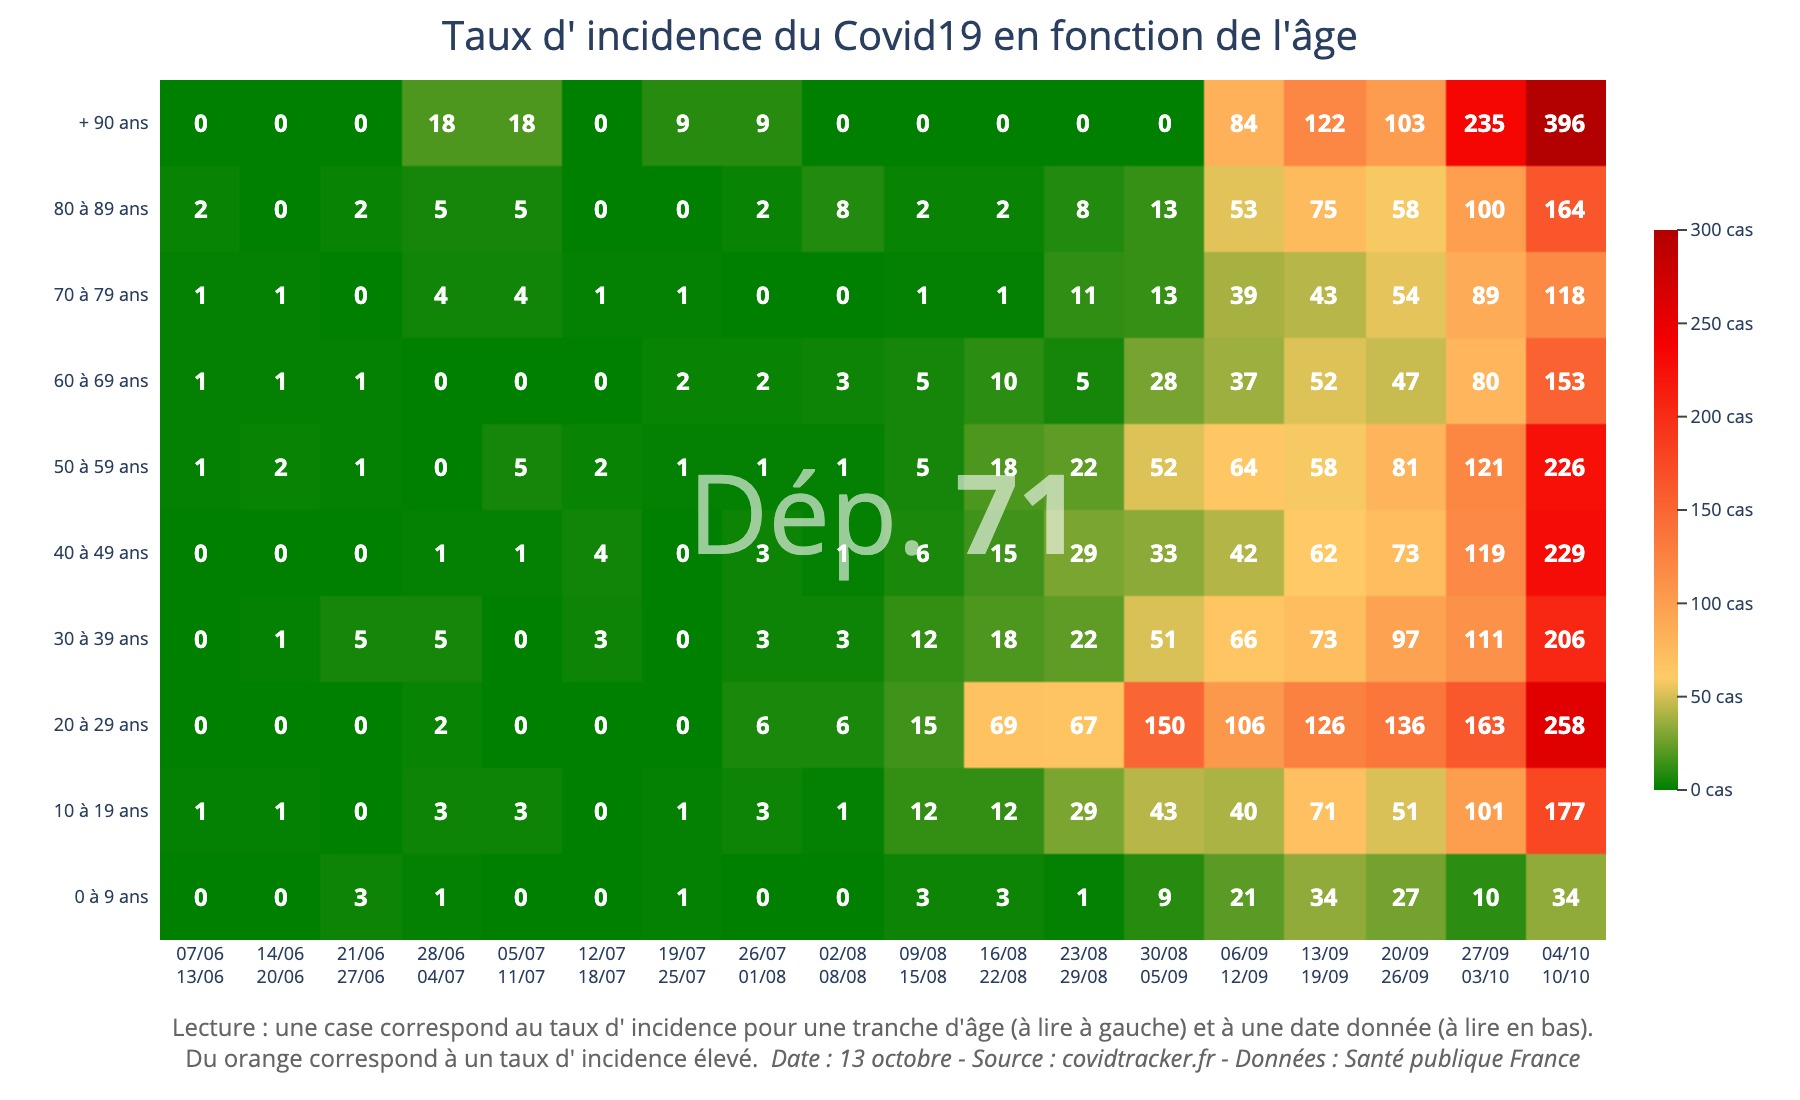 Taux d' incidence du Covid19 en fonction de l'âge
+ 90 ans 0 0 0 18 18 0 9 9 0 0 0 0 0 84 122 103 235 396
80 à 89 ans 2 0 2 5 5 0 0 2 8 2 2 8 13 53 75 58 100 164
70 à 79 ans 1 1 0 4 4 1 1 0 0 1 1 11 13 39 43 54 89 118
60 à 69 ans 1 1 1 0 0 0 2 2 3 5 10 5 28 37 52 47 80 153
50 à 59 ans 1 2 1 0 5 2 1 1 1 5 18 22 52 64 58 81 121 226
Dép. 71
40 à 49 ans 0 0 0 1 1 4 0 3 1 6 15 29 33 42 62 73 119 229
30 à 39 ans 0 1 5 5 0 3 0 3 3 12 18 22 51 66 73 97 111 206
20 à 29 ans 0 0 0 2 0 0 0 6 6 15 69 67 150 106 126 136 163 258
10 à 19 ans 1 1 0 3 3 0 1 3 1 12 12 29 43 40 71 51 101 177
0 à 9 ans 0 0 3 1 0 0 1 0 0 3 3 1 9 21 34 27 10 34
07/06 14/06 21/06 28/06 05/07 12/07 19/07 26/07 02/08 09/08 16/08 23/08 30/08 06/09 13/09 20/09 27/09 04/10
13/06 20/06 27/06 04/07 11/07 18/07 25/07 01/08 08/08 15/08 22/08 29/08 05/09 12/09 19/09 26/09 03/10 10/10
300 cas
250 cas
200 cas
150 cas
100 cas
50 cas
0 cas
Lecture : une case correspond au taux d' incidence pour une tranche d'âge (à lire à gauche) et à une date donnée (à lire en bas).
Du orange correspond à un taux d' incidence élevé. Date : 13 octobre - Source : covidtracker.fr - Données : Santé publique France